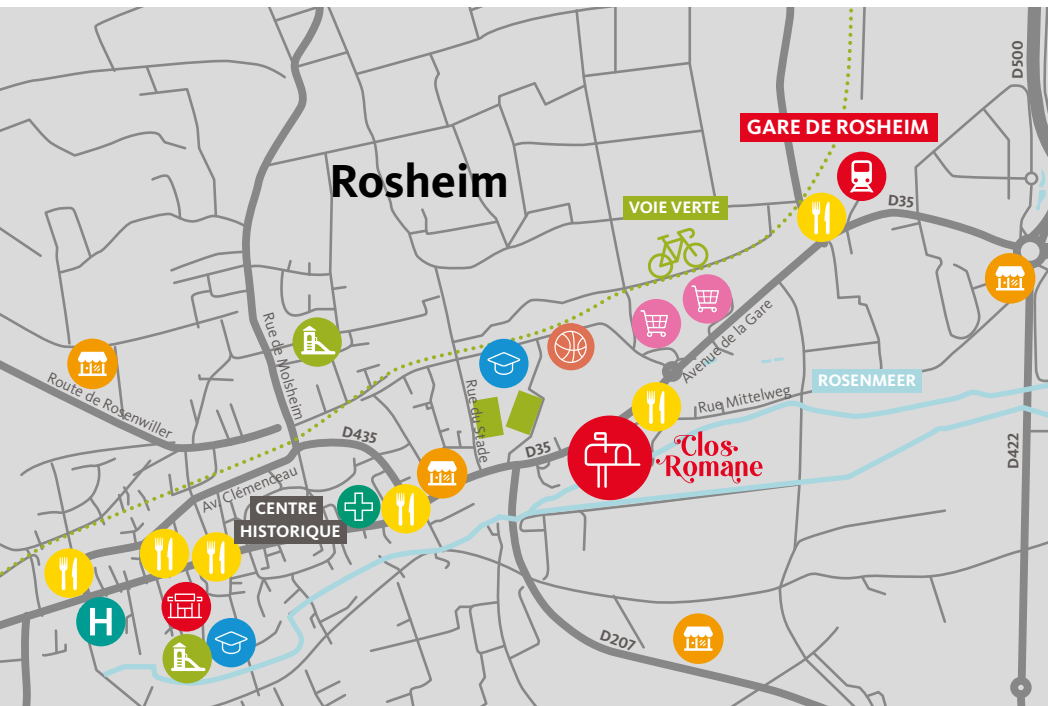 D500
GARE DE ROSHEIM
Rosheim
VOIE VERTE
D35
Avenue de la Gare
Rue de Molsheim
Route de Rosenwiller
ROSENMEER
Rue Mittelweg
Rue du Stade
D435
D35
Clos
Romane
D422
Av. Clémenceau
CENTRE
HISTORIQUE
H
D207